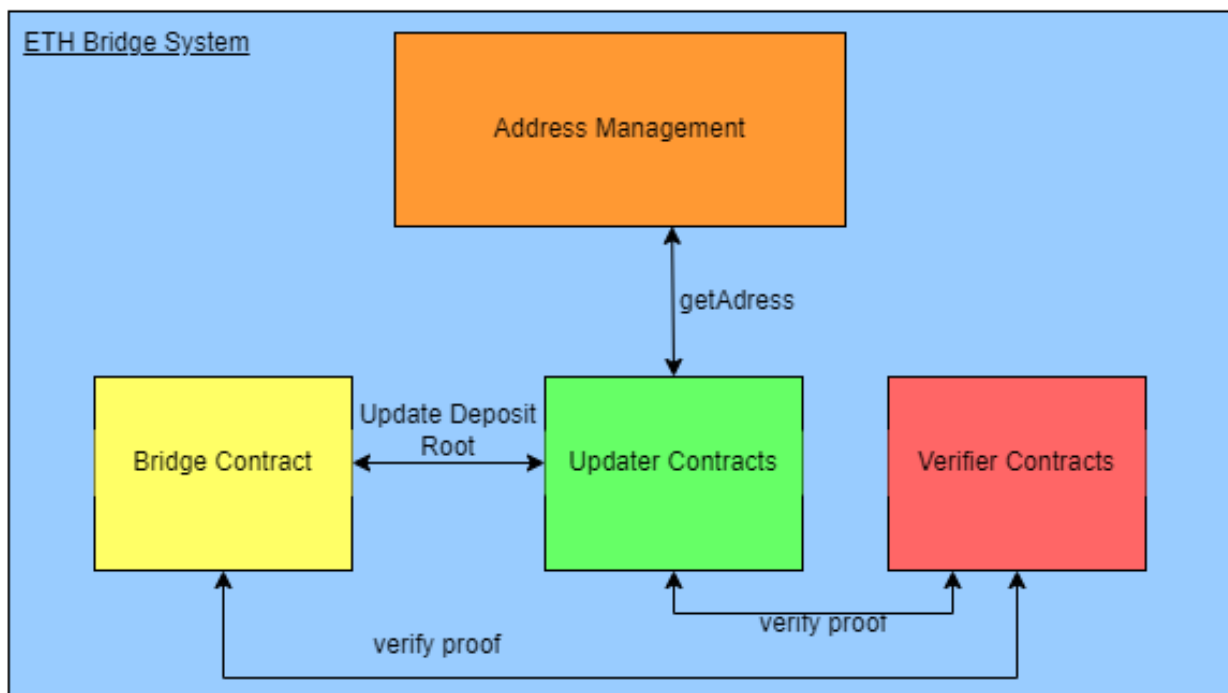 ETH Bridge System
Address Management
getAdress
Update Deposit
Root
Bridge Contract
Updater Contracts
Verifier Contracts
verify proof
verify proof